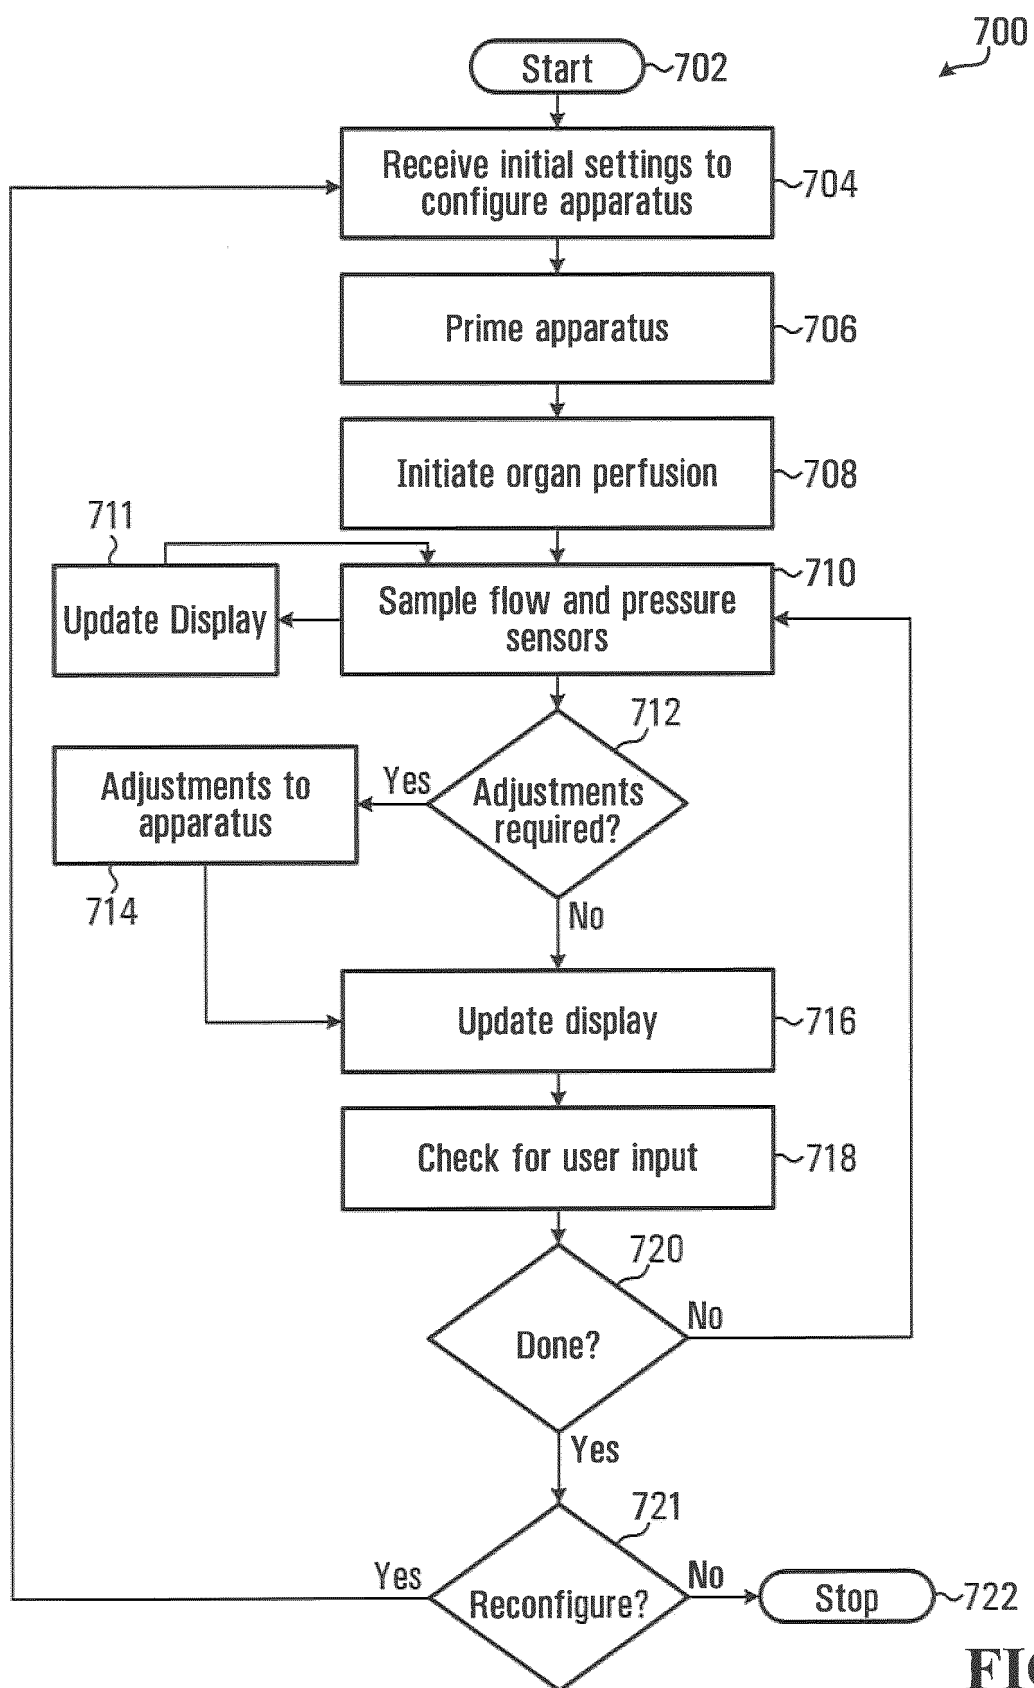 700
Start
702
Receive initial settings to
configure apparatus
704
Prime apparatus
706
Initiate organ perfusion
708
711
Update Display
Sample flow and pressure
sensors
710
712
Adjustments
required?
Yes
Adjustments to
apparatus
714
No
Update display
716
Check for user input
718
720
Done?
No
Yes
721
Reconfigure?
Yes
No
Stop
722